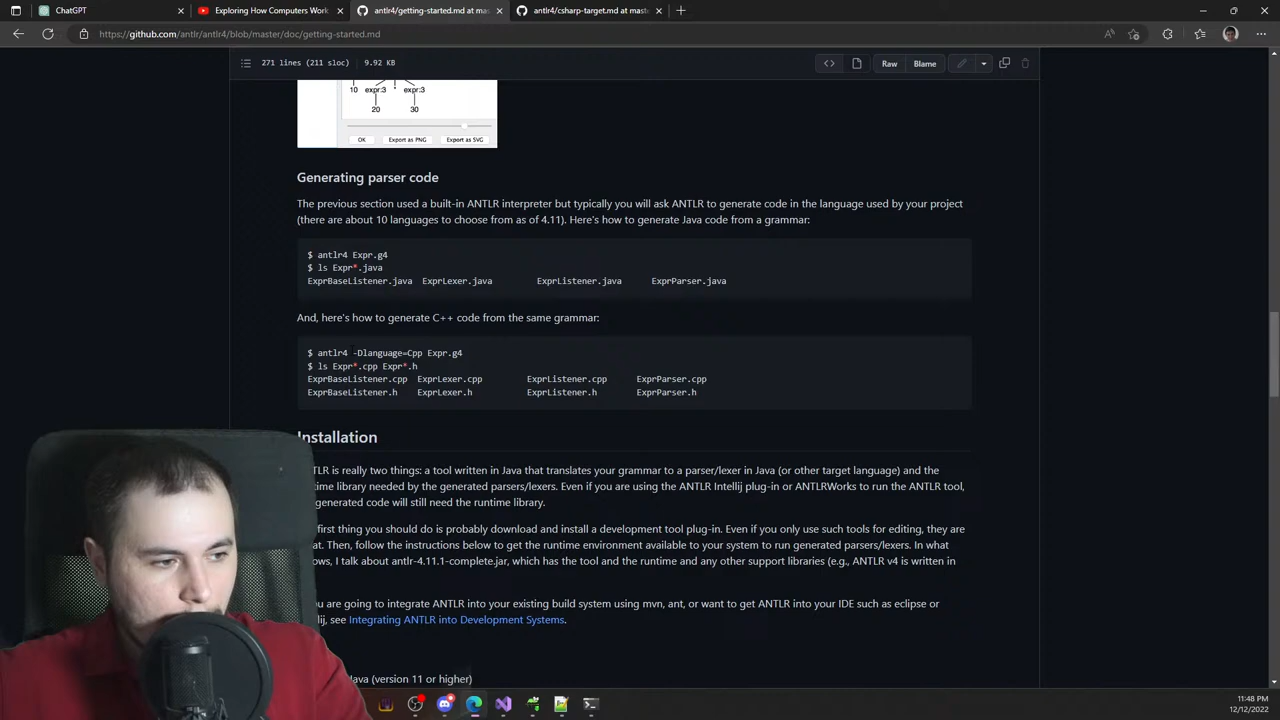 ChatGPT
Exploring How Computers Work
antlr4/getting-started.md at mas
antlr4/csharp-target.md at maste
https://github.com/antlr/antlr4/blob/master/doc/getting-started.md
271 lines (211 sloc) 9.92 KB
Raw
Blame
10 expr:3 * expr:3
20 30
OK Export as PNG Export as SVG
Generating parser code
The previous section used a built-in ANTLR interpreter but typically you will ask ANTLR to generate code in the language used by your project
(there are about 10 languages to choose from as of 4.11). Here's how to generate Java code from a grammar:
$ antlr4 Expr.g4
$ ls Expr*.java
ExprBaseListener.java ExprLexer.java ExprListener.java ExprParser.java
And, here's how to generate C++ code from the same grammar:
$ antlr4 -Dlanguage=Cpp Expr.g4
$ ls Expr*.cpp Expr*.h
ExprBaseListener.cpp ExprLexer.cpp ExprListener.cpp ExprParser.cpp
ExprBaseListener.h ExprLexer.h ExprListener.h ExprParser.h
Installation
TLR is really two things: a tool written in Java that translates your grammar to a parser/lexer in Java (or other target language) and the
time library needed by the generated parsers/lexers. Even if you are using the ANTLR Intellij plug-in or ANTLRWorks to run the ANTLR tool,
generated code will still need the runtime library.
first thing you should do is probably download and install a development tool plug-in. Even if you only use such tools for editing, they are
at. Then, follow the instructions below to get the runtime environment available to your system to run generated parsers/lexers. In what
ows, I talk about antlr-4.11.1-complete.jar, which has the tool and the runtime and any other support libraries (e.g., ANTLR v4 is written in
ou are going to integrate ANTLR into your existing build system using mvn, ant, or want to get ANTLR into your IDE such as eclipse or
llij, see Integrating ANTLR into Development Systems.
Java (version 11 or higher)
11:48 PM
12/12/2022